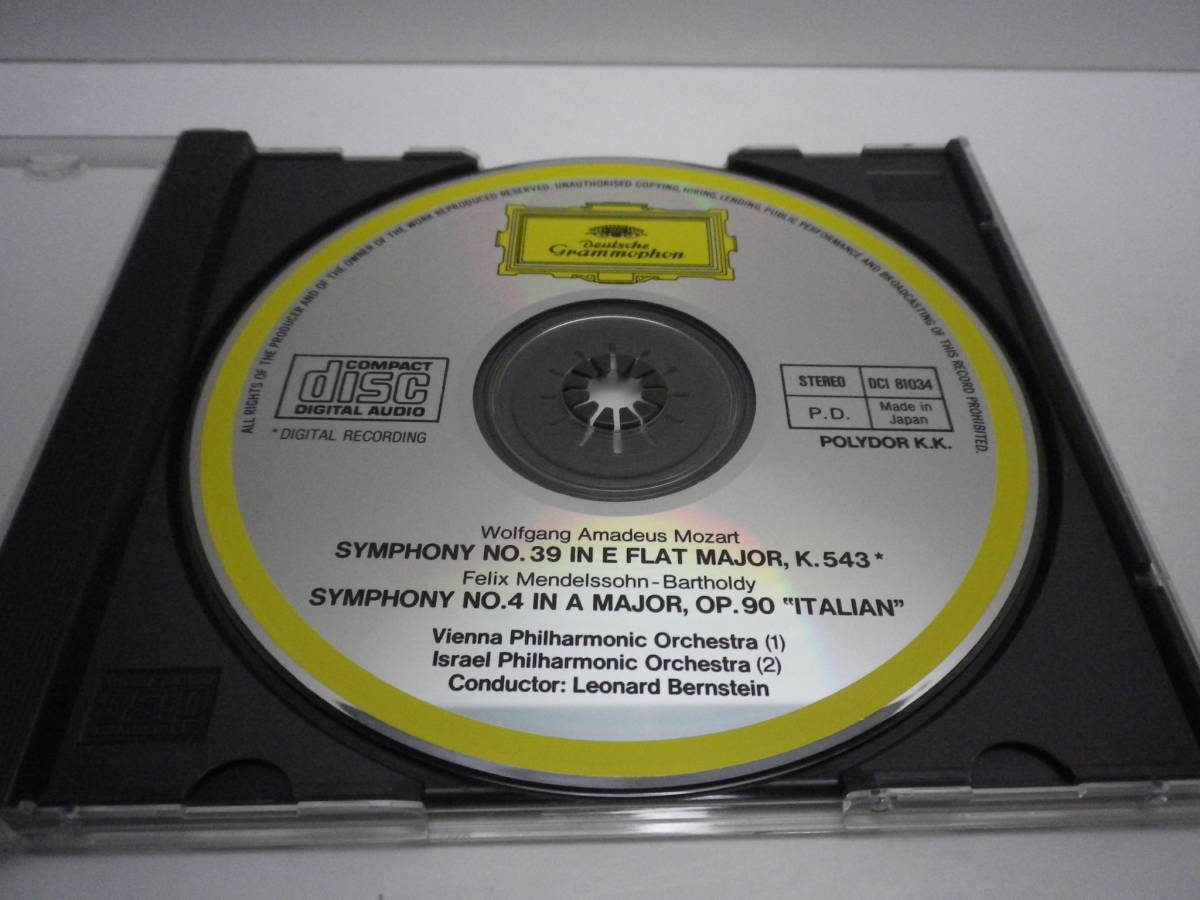 ALL RIGHTS OF THE PRODUCER AND OF THE OWNER OF THE WORK REPRODUCED RESERVED. UNAUTHORISED COPYING, HIRING, LENDING, PUBLIC PERFORMANCE AND BROADCASTING OF THIS RECORD PROHIBITED.
Deutsche
Grammophon
COMPACT
disc
DIGITAL AUDIO
* DIGITAL RECORDING
STEREO DCI 81034
P.D. Made in Japan
POLYDOR K.K.
Wolfgang Amadeus Mozart
SYMPHONY NO. 39 IN E FLAT MAJOR, K. 543 *
Felix Mendelssohn-Bartholdy
SYMPHONY NO. 4 IN A MAJOR, OP. 90 "ITALIAN"
Vienna Philharmonic Orchestra (1)
Israel Philharmonic Orchestra (2)
Conductor: Leonard Bernstein